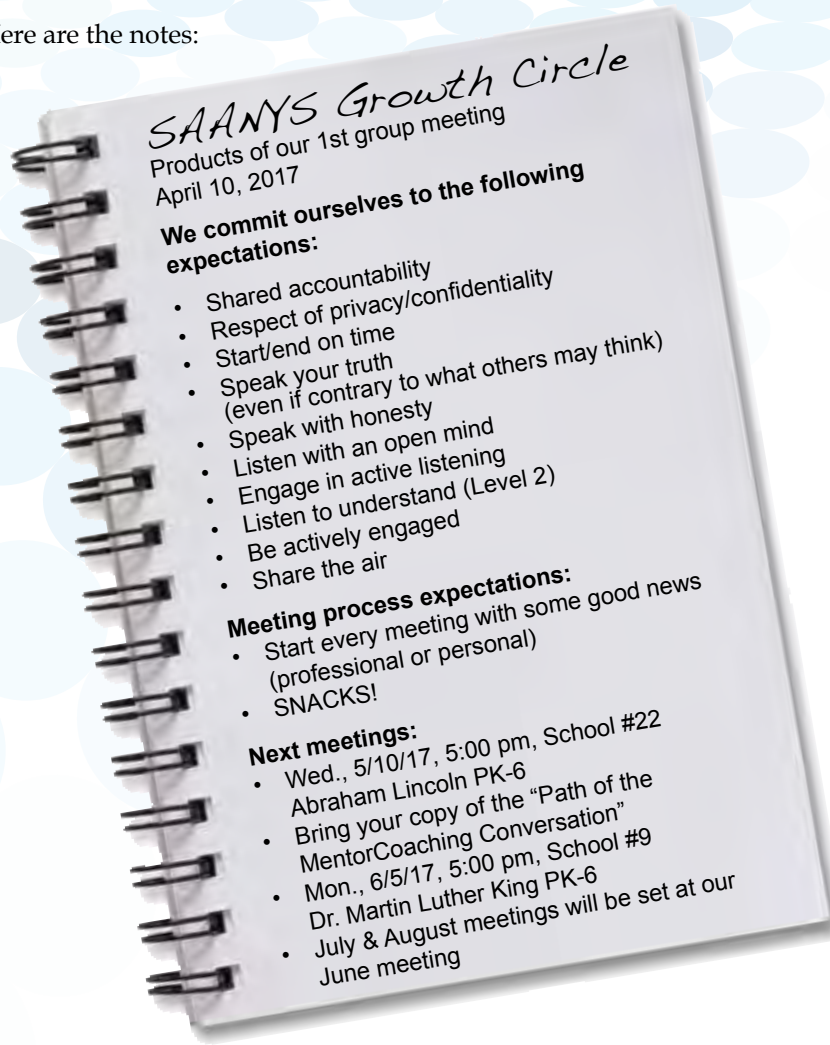 ere are the notes:
SAANYS Growth Circle
Products of our 1st group meeting
April 10, 2017
We commit ourselves to the following
expectations:
• Shared accountability
• Respect of privacy/confidentiality
• Start/end on time
• Speak your truth
(even if contrary to what others may think)
• Speak with honesty
• Listen with an open mind
• Engage in active listening
• Listen to understand (Level 2)
• Be actively engaged
• Share the air
Meeting process expectations:
• Start every meeting with some good news
(professional or personal)
• SNACKS!
Next meetings:
• Wed., 5/10/17, 5:00 pm, School #22
Abraham Lincoln PK-6
• Bring your copy of the “Path of the
MentorCoaching Conversation”
• Mon., 6/5/17, 5:00 pm, School #9
Dr. Martin Luther King PK-6
• July & August meetings will be set at our
June meeting